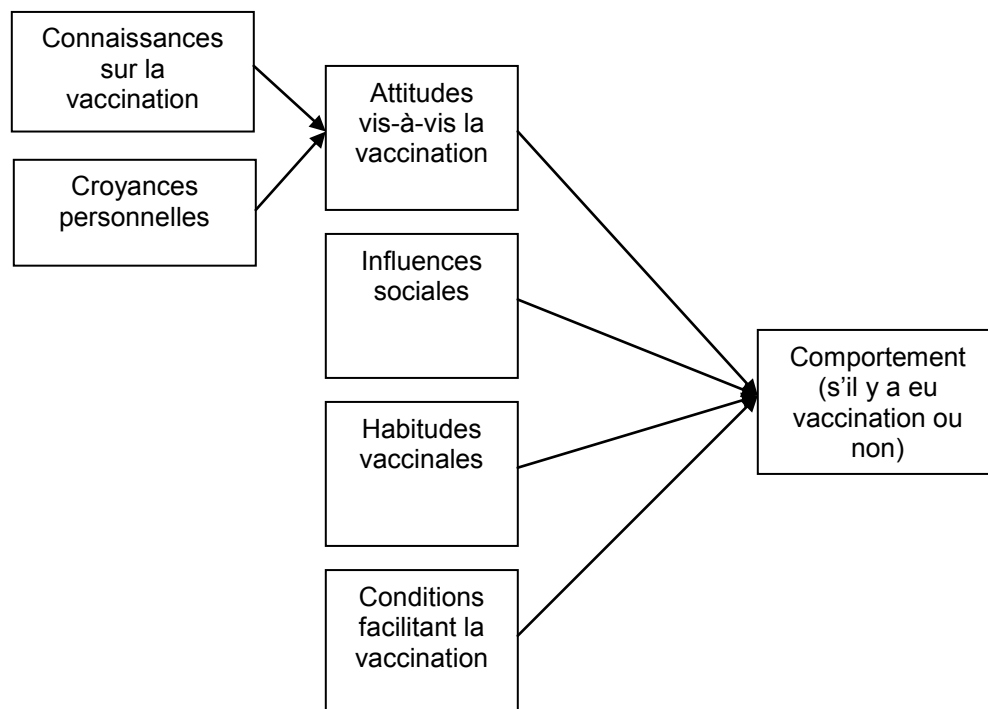 Connaissances
sur la
vaccination
Croyances
personnelles
Attitudes
vis-à-vis la
vaccination
Influences
sociales
Habitudes
vaccinales
Conditions
facilitant la
vaccination
Comportement
(s’il y a eu
vaccination ou
non)